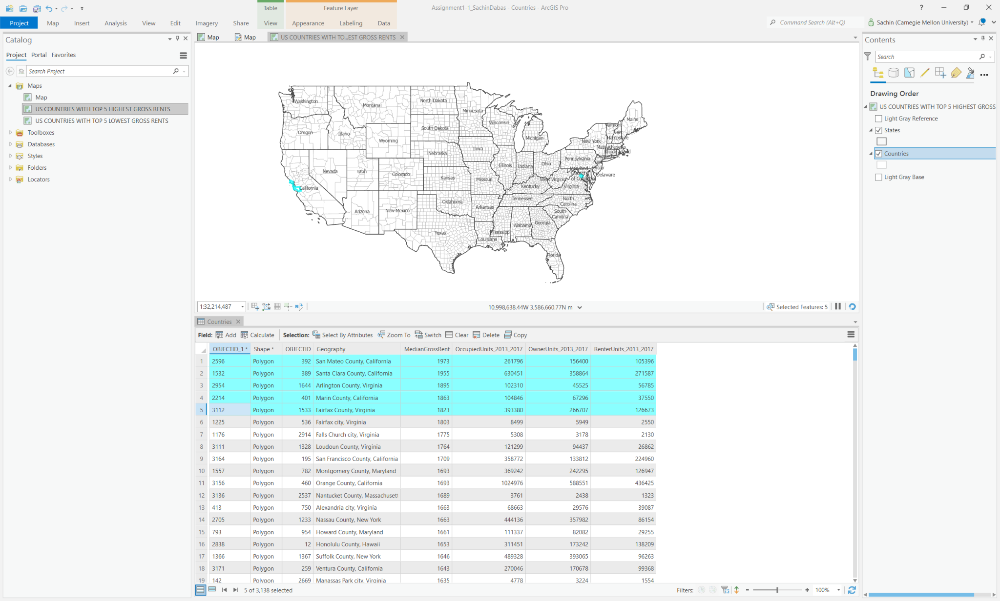 Assignment1-1_SachinDabas - Countries - ArcGIS Pro
Table
Feature Layer
?
Project Map Insert Analysis View Edit Imagery Share View Appearance Labeling Data
Command Search (Alt+Q)
Sachin (Carnegie Mellon University)
Catalog
Project Portal Favorites
Search Project
Maps
Map
US COUNTRIES WITH TOP 5 HIGHEST GROSS RENTS
US COUNTRIES WITH TOP 5 LOWEST GROSS RENTS
Toolboxes
Databases
Styles
Folders
Locators
Map Map US COUNTRIES WITH TO...EST GROSS RENTS
Washington
Montana
North Dakota
Minnesota
Maine
Oregon
Idaho
South Dakota
Wisconsin
Vermont
New Hampshire
Wyoming
Michigan
New York
Massachusetts
Rhode Island
Connecticut
Nebraska
Iowa
Pennsylvania
New Jersey
Nevada
Utah
Colorado
Illinois
Indiana
Ohio
Maryland
Delaware
District of Columbia
Kansas
Missouri
West Virginia
California
Kentucky
Virginia
Oklahoma
Tennessee
North Carolina
Arizona
New Mexico
Arkansas
South Carolina
Texas
Mississippi
Alabama
Georgia
Louisiana
Florida
1:32,214,487
10,998,638.44W 3,586,660.77N m
Selected Features: 5
Countries
Field: Add Calculate Selection: Select By Attributes Zoom To Switch Clear Delete Copy
OBJECTID_1 * Shape * OBJECTID Geography MedianGrossRent OccupiedUnits_2013_2017 OwnerUnits_2013_2017 RenterUnits_2013_2017
1 2596 Polygon 392 San Mateo County, California 1973 261796 156400 105396
2 1532 Polygon 389 Santa Clara County, California 1955 630451 358864 271587
3 2954 Polygon 1644 Arlington County, Virginia 1895 102310 45525 56785
4 2214 Polygon 401 Marin County, California 1863 104846 67296 37550
5 3112 Polygon 1533 Fairfax County, Virginia 1823 393380 266707 126673
6 1225 Polygon 536 Fairfax city, Virginia 1803 8499 5949 2550
7 1176 Polygon 2914 Falls Church city, Virginia 1775 5308 3178 2130
8 3111 Polygon 1328 Loudoun County, Virginia 1764 121299 94437 26862
9 3164 Polygon 195 San Francisco County, California 1709 358772 133812 224960
10 1557 Polygon 782 Montgomery County, Maryland 1693 369242 242295 126947
11 3156 Polygon 460 Orange County, California 1693 1024976 588551 436425
12 3136 Polygon 2537 Nantucket County, Massachusett 1689 3761 2438 1323
13 413 Polygon 750 Alexandria city, Virginia 1663 68663 29576 39087
14 2705 Polygon 1233 Nassau County, New York 1663 444136 357982 86154
15 793 Polygon 954 Howard County, Maryland 1661 111337 82082 29255
16 2838 Polygon 12 Honolulu County, Hawaii 1653 311451 173242 138209
17 1366 Polygon 1367 Suffolk County, New York 1646 489328 393065 96263
18 3171 Polygon 259 Ventura County, California 1643 270046 170678 99368
19 142 Polygon 2669 Manassas Park city, Virginia 1635 4778 3224 1554
5 of 3,138 selected
Filters: - + 100%
Contents
Search
Drawing Order
US COUNTRIES WITH TOP 5 HIGHEST GROSS
Light Gray Reference
States
Countries
Light Gray Base